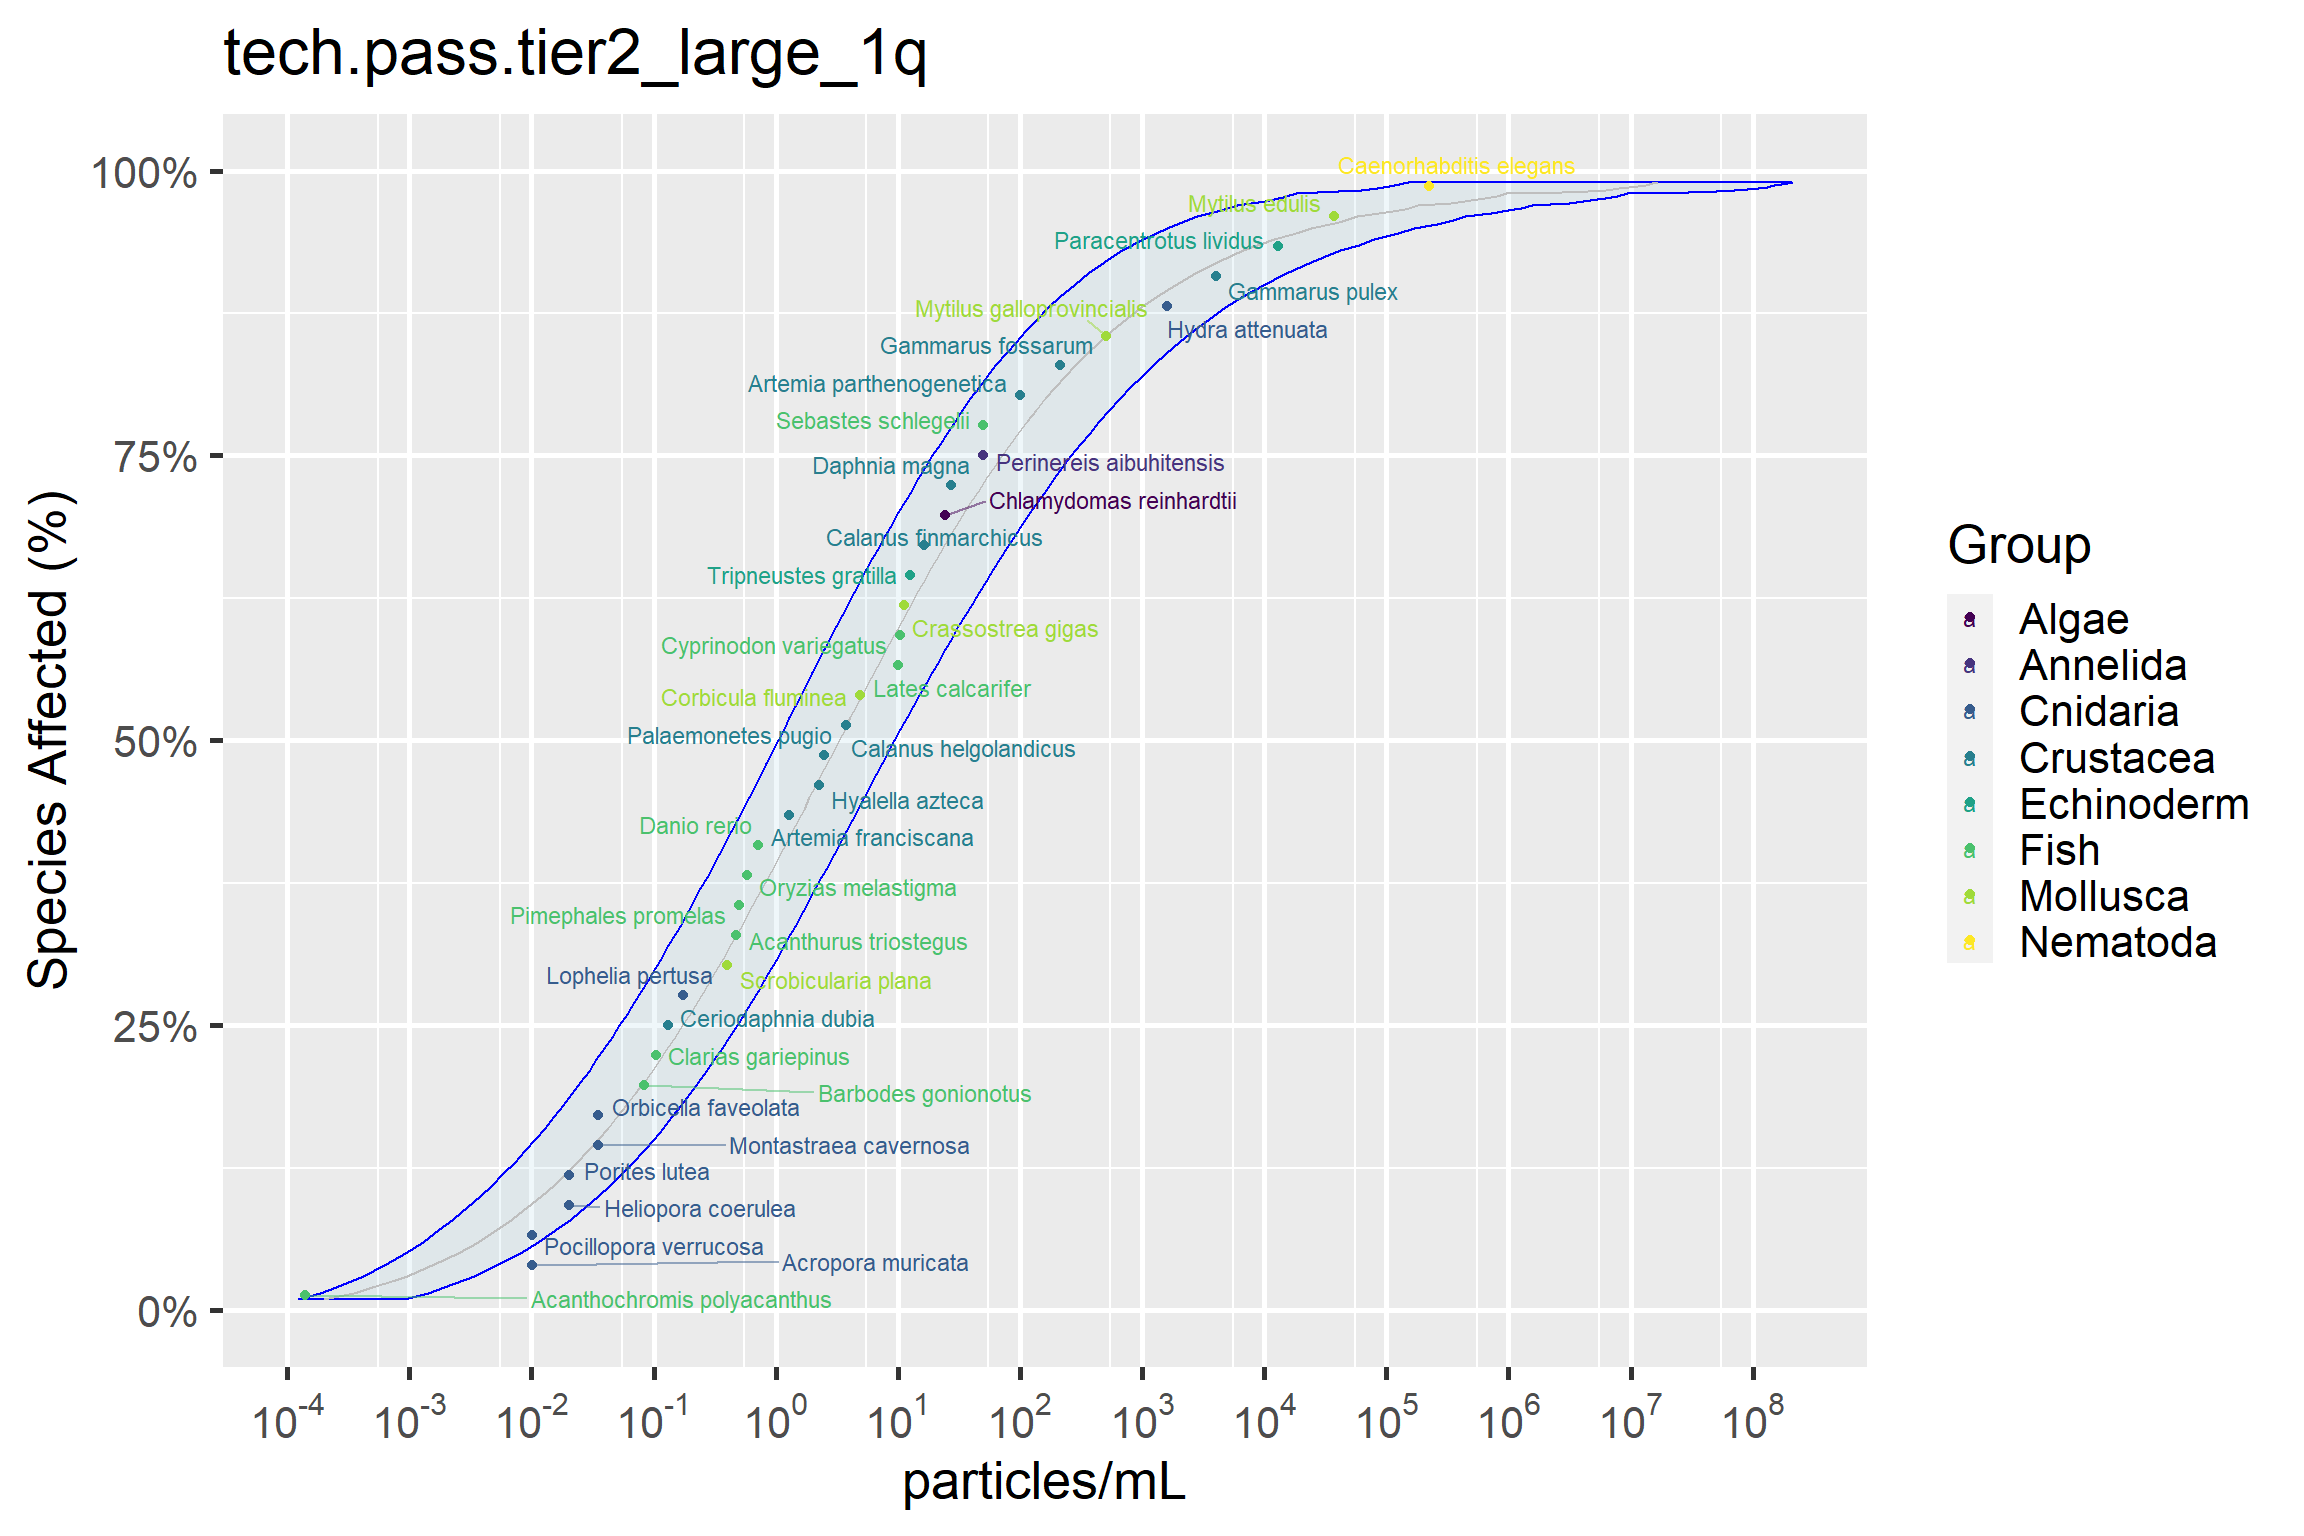 tech.pass.tier2_large_1q
100%
75%
50%
25%
0%
Species Affected (%)
Caenorhabditis elegans
Mytilus edulis
Paracentrotus lividus
Gammarus pulex
Mytilus galloprovincialis
Hydra attenuata
Gammarus fossarum
Artemia parthenogenetica
Sebastes schlegelii
Perinereis aibuhitensis
Daphnia magna
Chlamydomas reinhardtii
Calanus finmarchicus
Tripneustes gratilla
Crassostrea gigas
Cyprinodon variegatus
Lates calcarifer
Corbicula fluminea
Palaemonetes pugio
Calanus helgolandicus
Hyalella azteca
Danio rerio
Artemia franciscana
Oryzias melastigma
Pimephales promelas
Acanthurus triostegus
Lophelia pertusa
Scrobicularia plana
Ceriodaphnia dubia
Clarias gariepinus
Barbodes gonionotus
Orbicella faveolata
Montastraea cavernosa
Porites lutea
Heliopora coerulea
Pocillopora verrucosa
Acropora muricata
Acanthochromis polyacanthus
10⁻⁴ 10⁻³ 10⁻² 10⁻¹ 10⁰ 10¹ 10² 10³ 10⁴ 10⁵ 10⁶ 10⁷ 10⁸
particles/mL
Group
a Algae
a Annelida
a Cnidaria
a Crustacea
a Echinoderm
a Fish
a Mollusca
a Nematoda